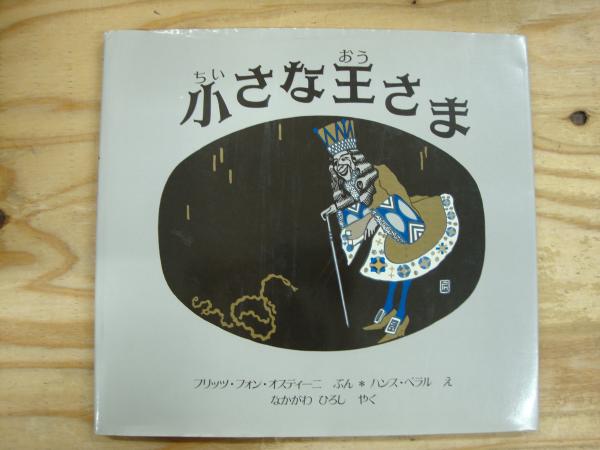 ちい おう
小さな王さま
フリッツ・フォン・オスティーニ ぶん＊ハンス・ペラル え
なかがわ ひろし やく